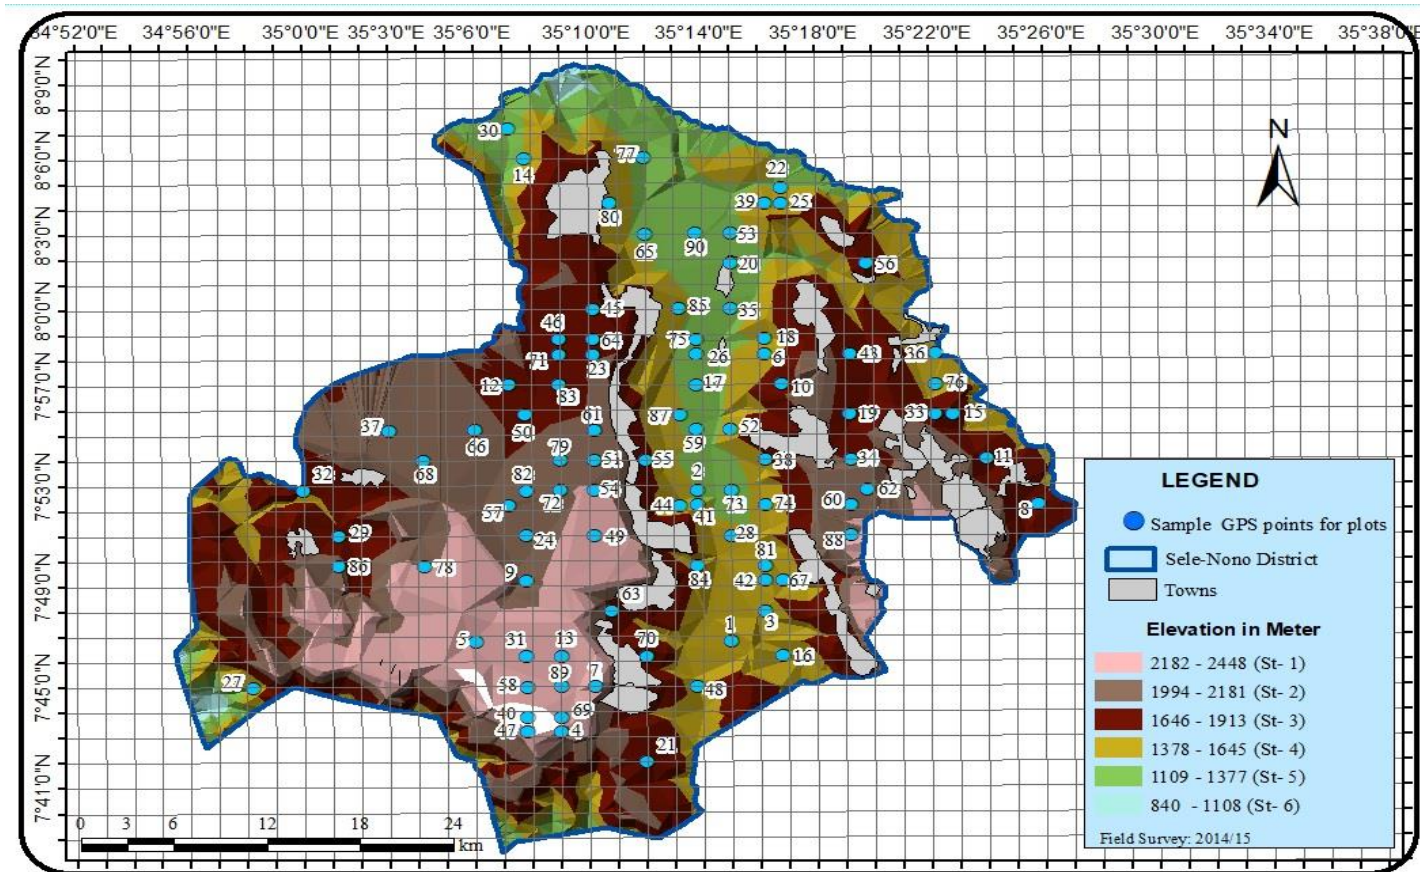 34°52'0"E 34°56'0"E 35°0'0"E 35°3'0"E 35°6'0"E 35°10'0"E 35°14'0"E 35°18'0"E 35°22'0"E 35°26'0"E 35°30'0"E 35°34'0"E 35°38'0"E
8°9'0"N
8°6'0"N
8°3'0"N
8°0'0"N
7°57'0"N
7°53'0"N
7°49'0"N
7°45'0"N
7°41'0"N
N
30
77
14
22
80
39 25
65 90 53
20 56
45 85 35
46 64 75 18 43 36
71 23 26 6
12 83 17 10 76
61 87 19 33 15
37 66 50 59 52
68 79 51 55 38 34 11
32 82 2 62
57 72 54 44 41 73 74 60 8
29 24 49 28 88
86 78 9 84 81
42 67
63 3
5 31 13 70 1 16
27 58 89 7 48
40 69
47 4
21
0 3 6 12 18 24
km
LEGEND
Sample GPS points for plots
Sele-Nono District
Towns
Elevation in Meter
2182 - 2448 (St- 1)
1994 - 2181 (St- 2)
1646 - 1913 (St- 3)
1378 - 1645 (St- 4)
1109 - 1377 (St- 5)
840 - 1108 (St- 6)
Field Survey: 2014/15